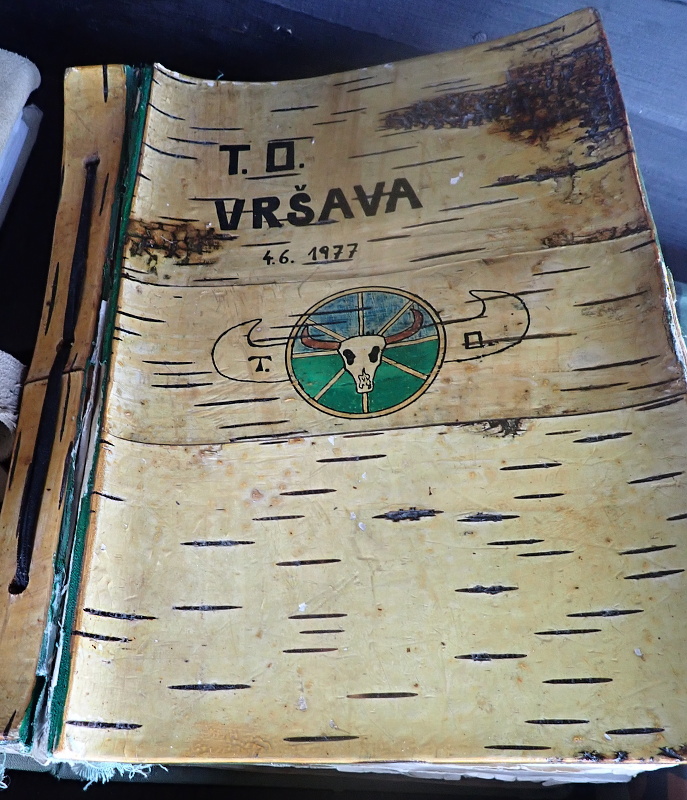 T. O.
VRŠAVA
4.6. 1977
T. O.